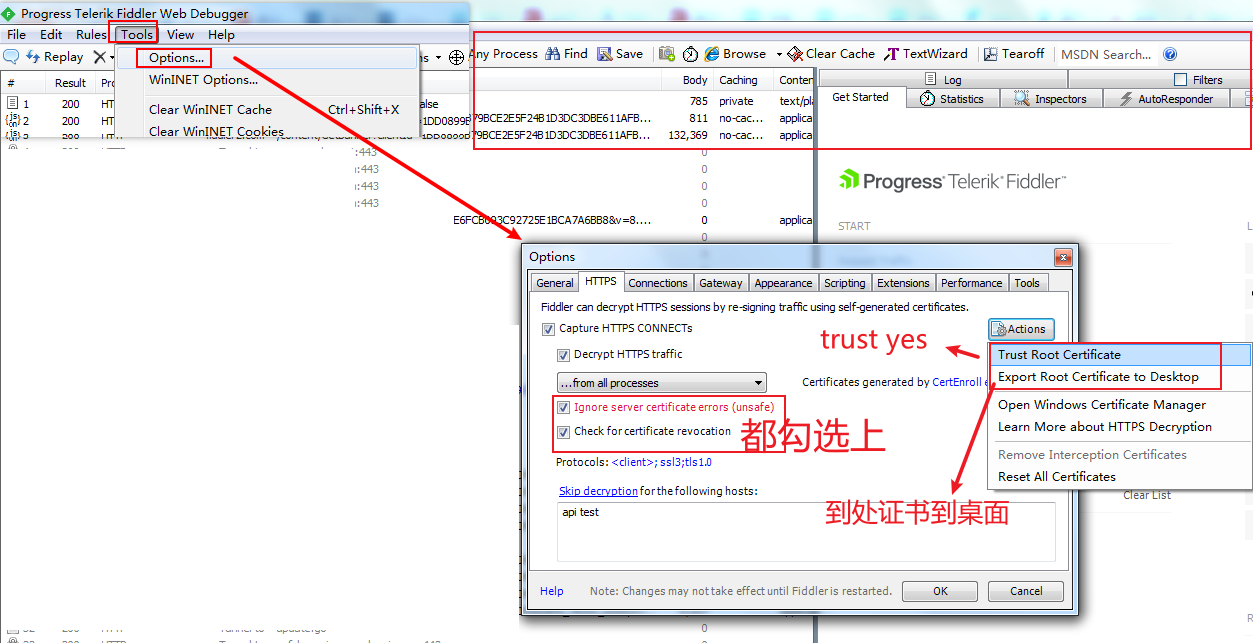 Progress Telerik Fiddler Web Debugger
File Edit Rules Tools View Help
Replay
Any Process Find Save Browse Clear Cache TextWizard Tearoff MSDN Search...
Options...
WinINET Options...
Clear WinINET Cache Ctrl+Shift+X
Clear WinINET Cookies
# Result
Body Caching
Log
Filters
Get Started
Statistics
Inspectors
AutoResponder
1 200
785 private text/pl
2 200
79BCE2E5F24B1D3DC3DBE611AFB... 811 no-cac... applica
79BCE2E5F24B1D3DC3DBE611AFB... 132,369 no-cac... applica
:443
0
:443
0
:443
0
:443
0
E6FCB093C92725E1BCA7A6BB8&v=8.... 0 applica
0
Progress Telerik Fiddler
START
Options
General HTTPS Connections Gateway Appearance Scripting Extensions Performance Tools
Fiddler can decrypt HTTPS sessions by re-signing traffic using self-generated certificates.
Capture HTTPS CONNECTs
Actions
trust yes
Decrypt HTTPS traffic
Trust Root Certificate
...from all processes
Certificates generated by CertEnroll
Export Root Certificate to Desktop
Ignore server certificate errors (unsafe)
Open Windows Certificate Manager
Check for certificate revocation
都勾选上
Learn More about HTTPS Decryption
Protocols: <client>; ssl3;tls1.0
Remove Interception Certificates
Reset All Certificates
Skip decryption for the following hosts:
Clear List
api test
到处证书到桌面
Help
Note: Changes may not take effect until Fiddler is restarted.
OK
Cancel
0